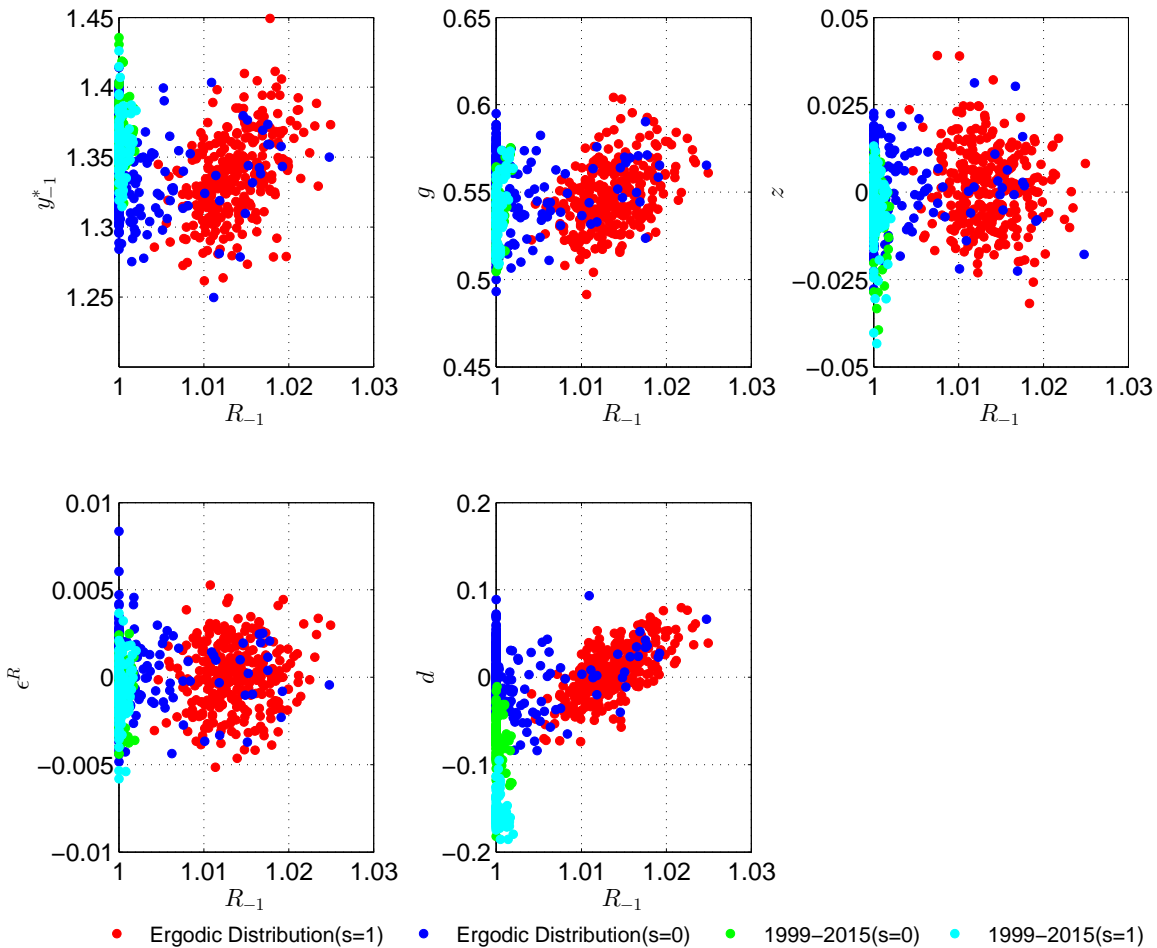 1.45
1.4
1.35
1.3
1.25
1 1.01 1.02 1.03
y*₋₁
R₋₁
0.65
0.6
0.55
0.5
0.45
1 1.01 1.02 1.03
g
R₋₁
0.05
0.025
0
−0.025
−0.05
1 1.01 1.02 1.03
z
R₋₁
0.01
0.005
0
−0.005
−0.01
1 1.01 1.02 1.03
ϵᴿ
R₋₁
0.2
0.1
0
−0.1
−0.2
1 1.01 1.02 1.03
d
R₋₁
Ergodic Distribution(s=1) Ergodic Distribution(s=0) 1999−2015(s=0) 1999−2015(s=1)